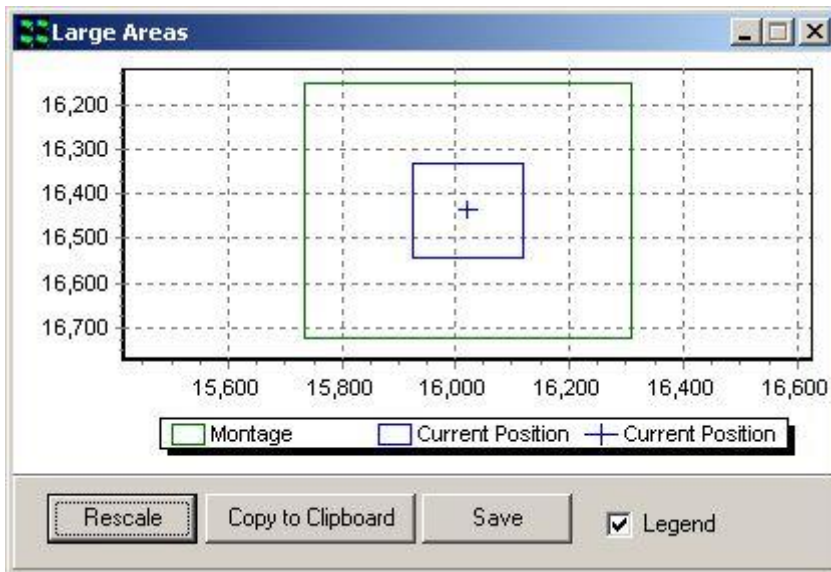 Large Areas
16,200
16,300
16,400
16,500
16,600
16,700
15,600 15,800 16,000 16,200 16,400 16,600
Montage Current Position Current Position
Rescale Copy to Clipboard Save Legend